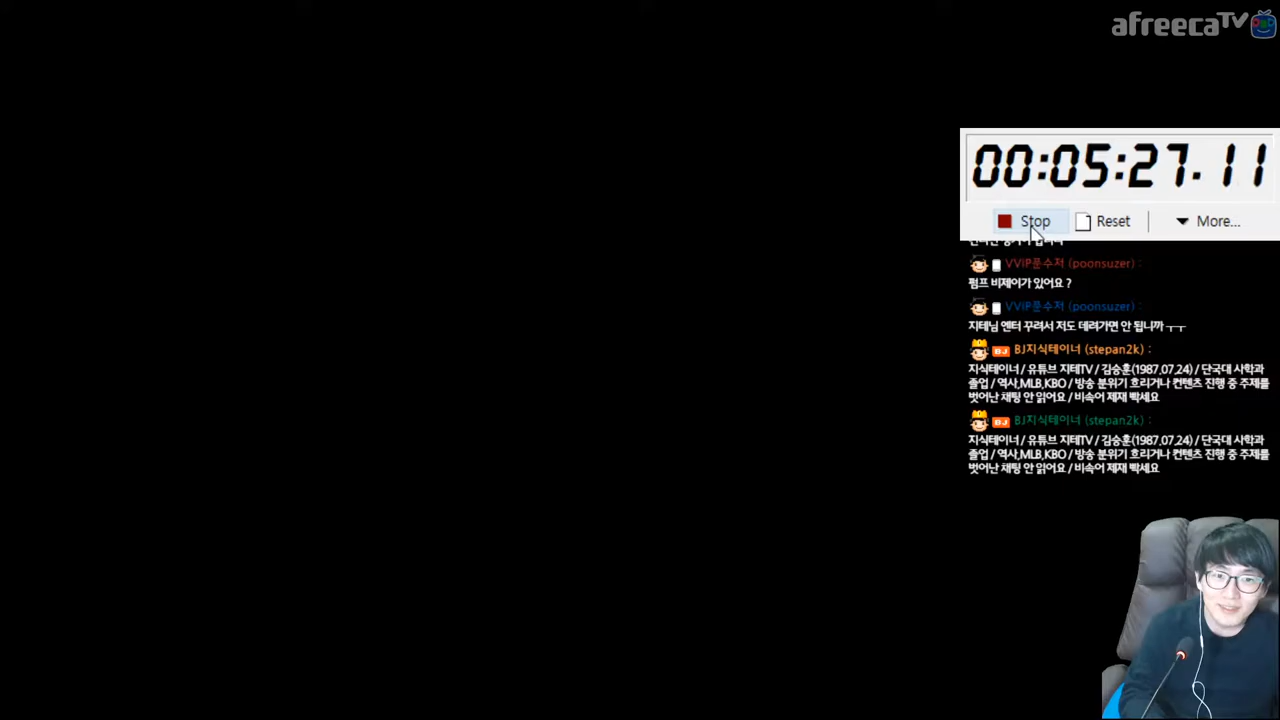 afreecaTV
00:05:27.11
Stop Reset More...
VVIP푼수저 (poonsuzer) :
펌프 비제이가 있어요 ?
VVIP푼수저 (poonsuzer) :
지테님 엔터 꾸려서 저도 데려가면 안 됩니까 ㅜㅜ
BJ BJ지식테이너 (stepan2k) :
지식테이너 / 유튜브 지테TV / 김승훈(1987.07.24) / 단국대 사학과
졸업 / 역사,MLB,KBO / 방송 분위기 흐리거나 컨텐츠 진행 중 주제를
벗어난 채팅 안 읽어요 / 비속어 제재 빡세요
BJ BJ지식테이너 (stepan2k) :
지식테이너 / 유튜브 지테TV / 김승훈(1987.07.24) / 단국대 사학과
졸업 / 역사,MLB,KBO / 방송 분위기 흐리거나 컨텐츠 진행 중 주제를
벗어난 채팅 안 읽어요 / 비속어 제재 빡세요